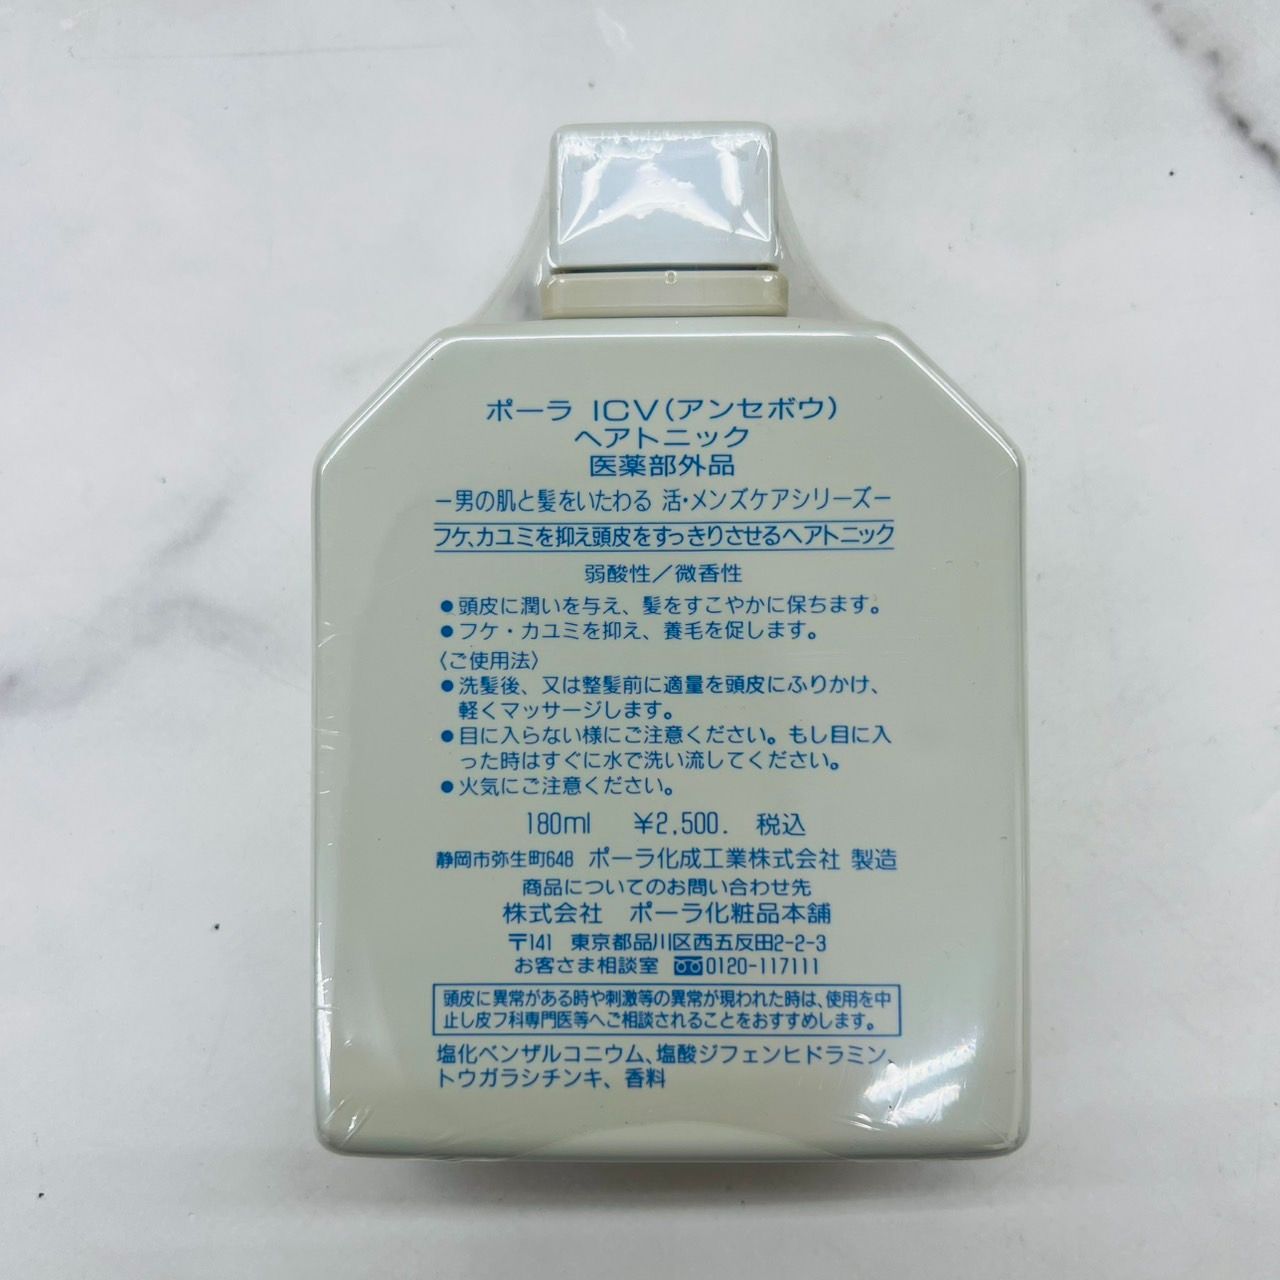 ポーラ ICV(アンセボウ)
ヘアトニック
医薬部外品
－男の肌と髪をいたわる 活・メンズケアシリーズ－
フケ、カユミを抑え頭皮をすっきりさせるヘアトニック
弱酸性／微香性
●頭皮に潤いを与え、髪をすこやかに保ちます。
●フケ・カユミを抑え、養毛を促します。
〈ご使用法〉
●洗髪後、又は整髪前に適量を頭皮にふりかけ、
軽くマッサージします。
●目に入らない様にご注意ください。もし目に入
った時はすぐに水で洗い流してください。
●火気にご注意ください。
180ml ¥2,500. 税込
静岡市弥生町648 ポーラ化成工業株式会社 製造
商品についてのお問い合わせ先
株式会社 ポーラ化粧品本舗
〒141 東京都品川区西五反田2-2-3
お客さま相談室 0120-117111
頭皮に異常がある時や刺激等の異常が現われた時は、使用を中
止し皮フ科専門医等へご相談されることをおすすめします。
塩化ベンザルコニウム、塩酸ジフェンヒドラミン、
トウガラシチンキ、香料